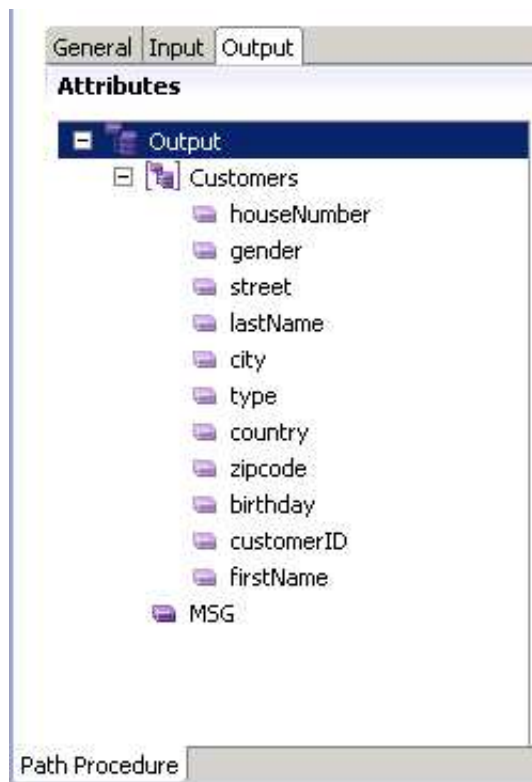 General Input Output
Attributes
Output
Customers
houseNumber
gender
street
lastName
city
type
country
zipcode
birthday
customerID
firstName
MSG
Path Procedure